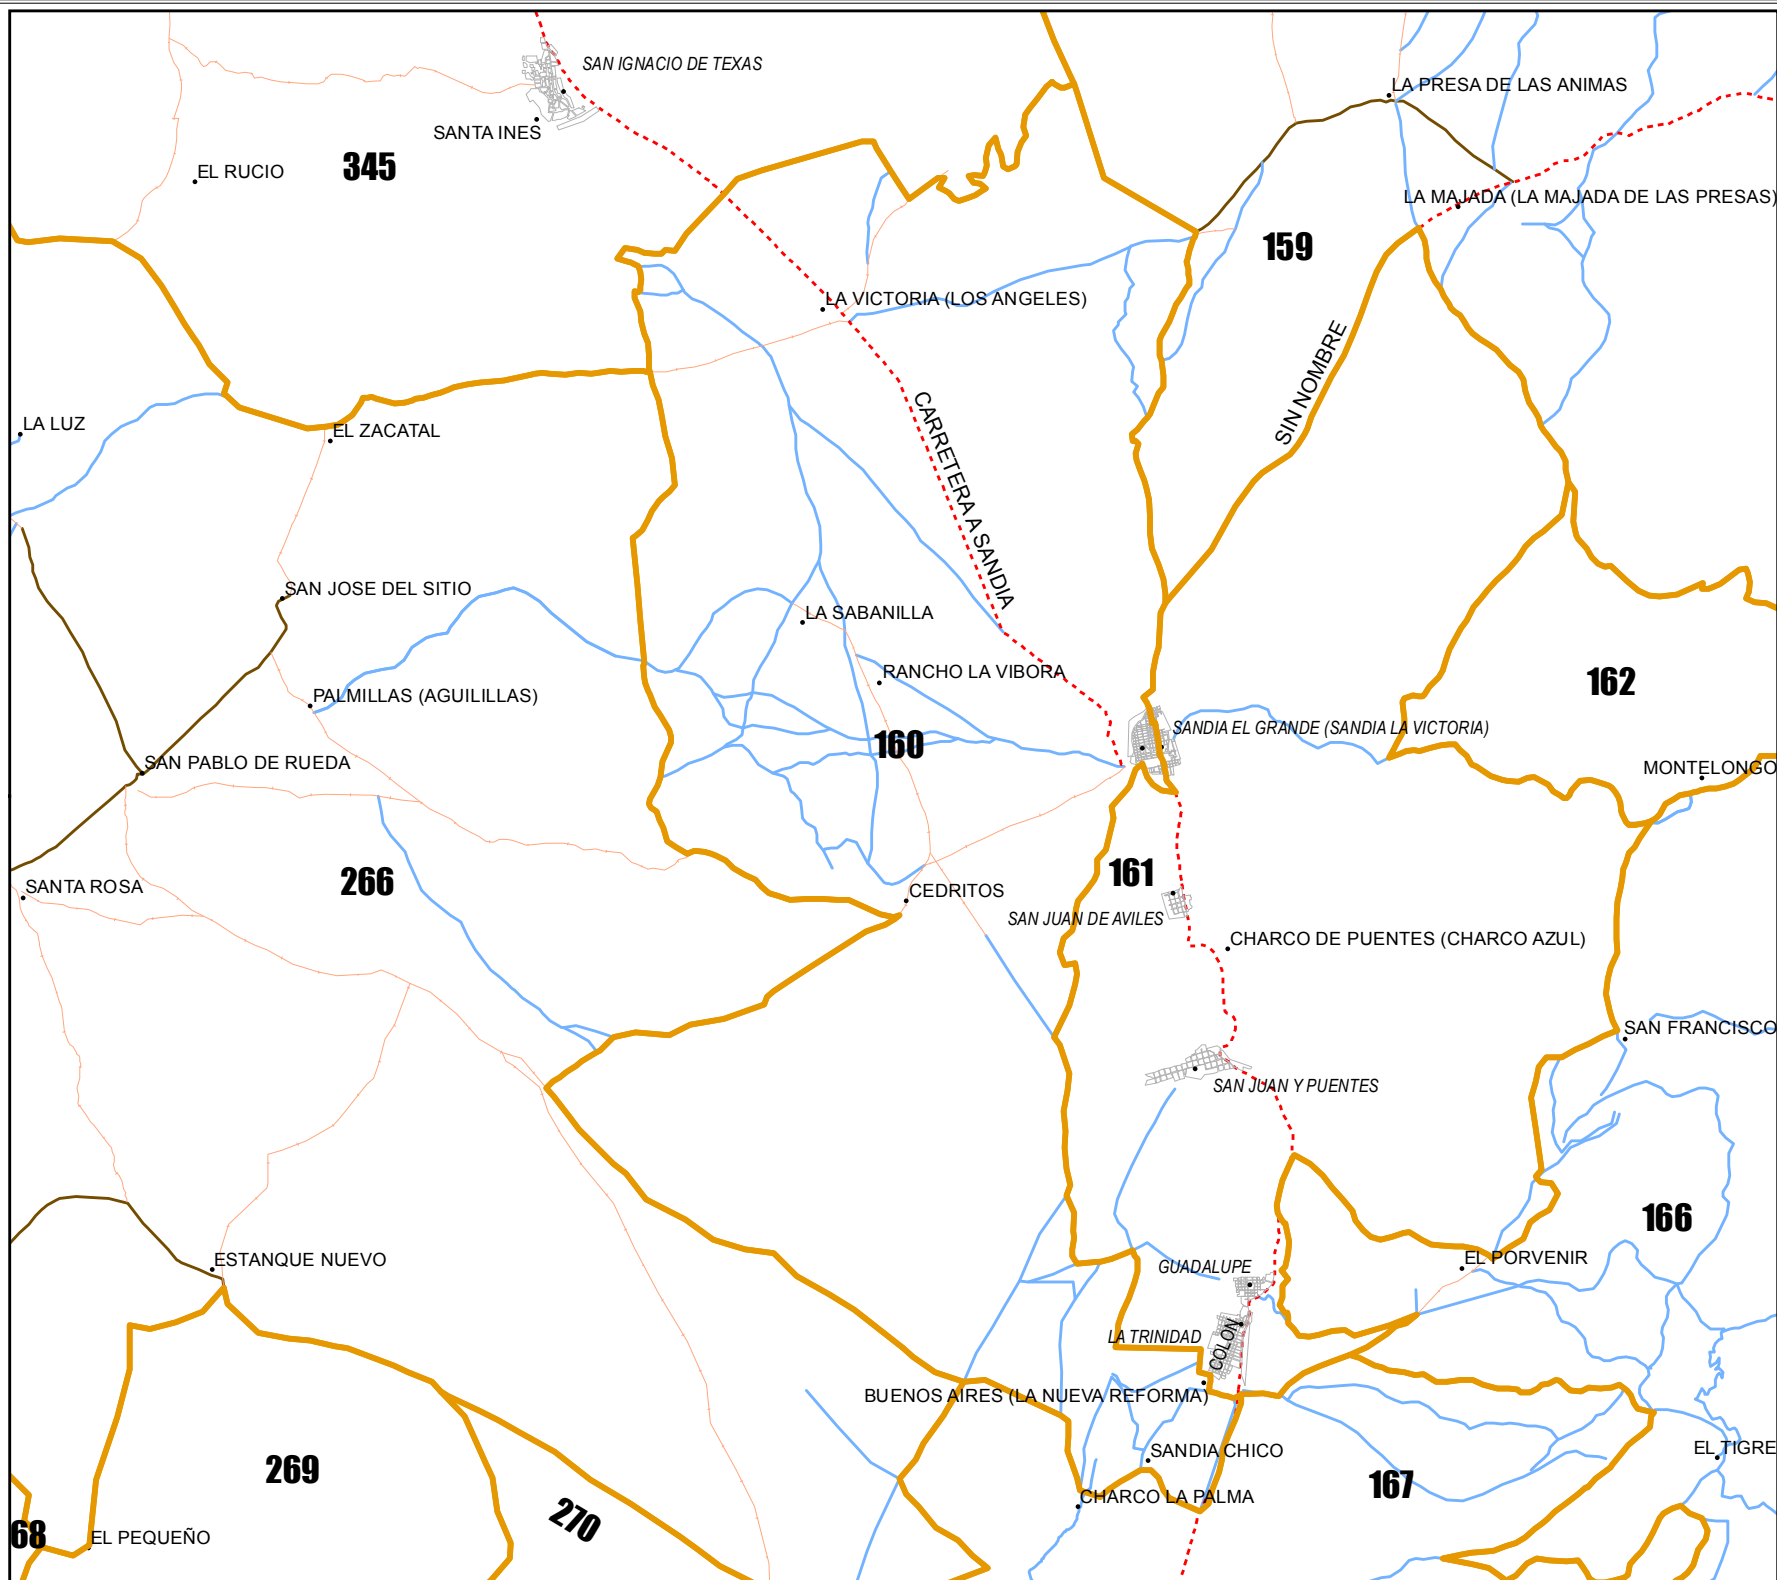 SAN IGNACIO DE TEXAS
LA PRESA DE LAS ANIMAS
SANTA INES
345
EL RUCIO
LA MAJADA (LA MAJADA DE LAS PRESAS)
159
LA VICTORIA (LOS ANGELES)
SIN NOMBRE
LA LUZ
EL ZACATAL
CARRETERA A SANDIA
SAN JOSE DEL SITIO
LA SABANILLA
RANCHO LA VIBORA
162
PALMILLAS (AGUILILLAS)
SANDIA EL GRANDE (SANDIA LA VICTORIA)
160
SAN PABLO DE RUEDA
MONTELONGO
266
161
SANTA ROSA
CEDRITOS
SAN JUAN DE AVILES
CHARCO DE PUENTES (CHARCO AZUL)
SAN FRANCISCO
SAN JUAN Y PUENTES
166
ESTANQUE NUEVO
GUADALUPE
EL PORVENIR
LA TRINIDAD
COLON
BUENOS AIRES (LA NUEVA REFORMA)
SANDIA CHICO
EL TIGRE
269
167
CHARCO LA PALMA
270
68
EL PEQUEÑO